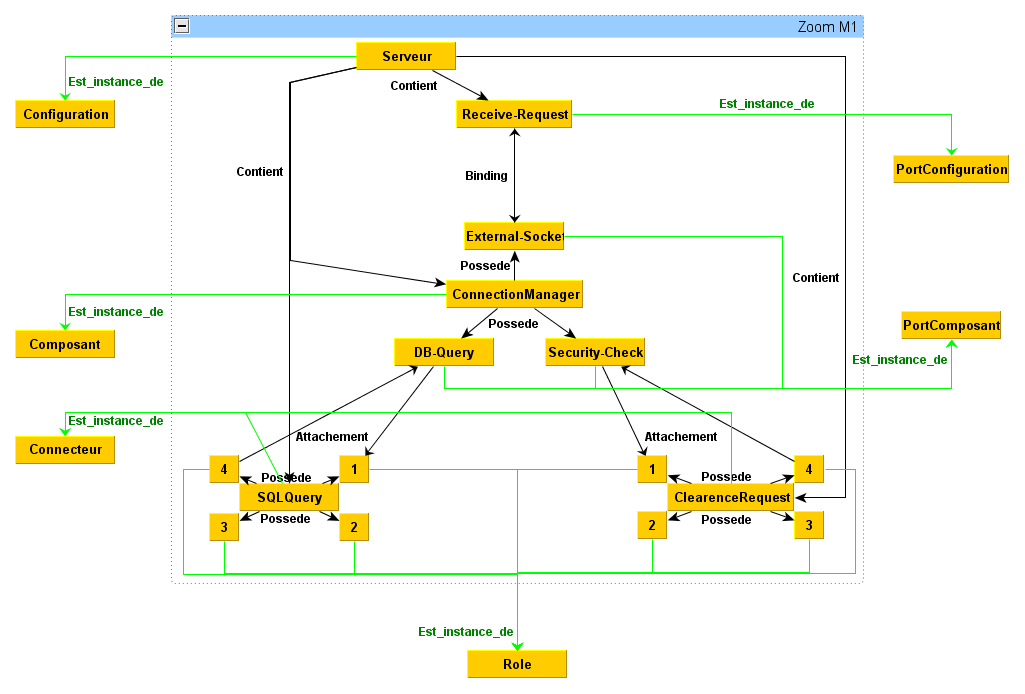 Zoom M1
Serveur
Est_instance_de
Contient
Configuration
Receive-Request
Est_instance_de
PortConfiguration
Contient
Binding
External-Socket
Possede
Contient
ConnectionManager
Est_instance_de
Possede
PortComposant
Composant
DB-Query
Security-Check
Est_instance_de
Est_instance_de
Connecteur
Attachement
Attachement
4
1
1
4
Possede
Possede
SQLQuery
ClearenceRequest
Possede
Possede
3
2
2
3
Est_instance_de
Role